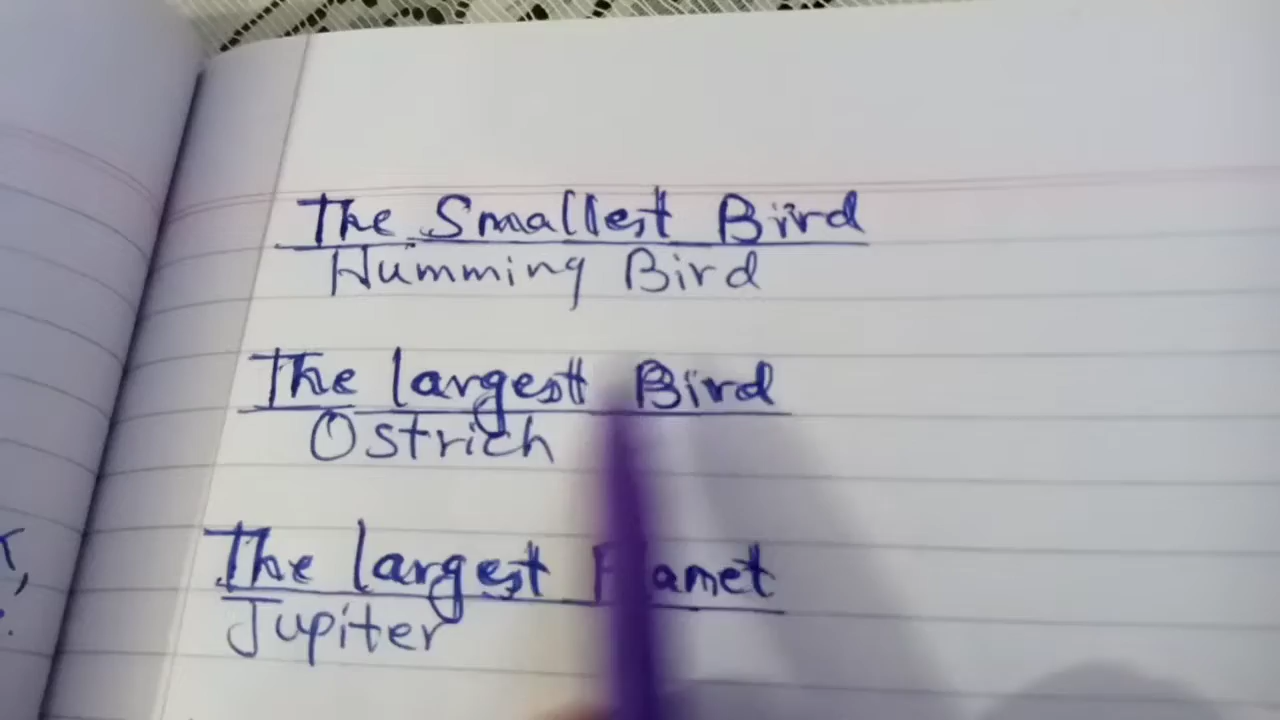 The Smallest Bird
Humming Bird
The largest Bird
Ostrich
The largest
Jupiter